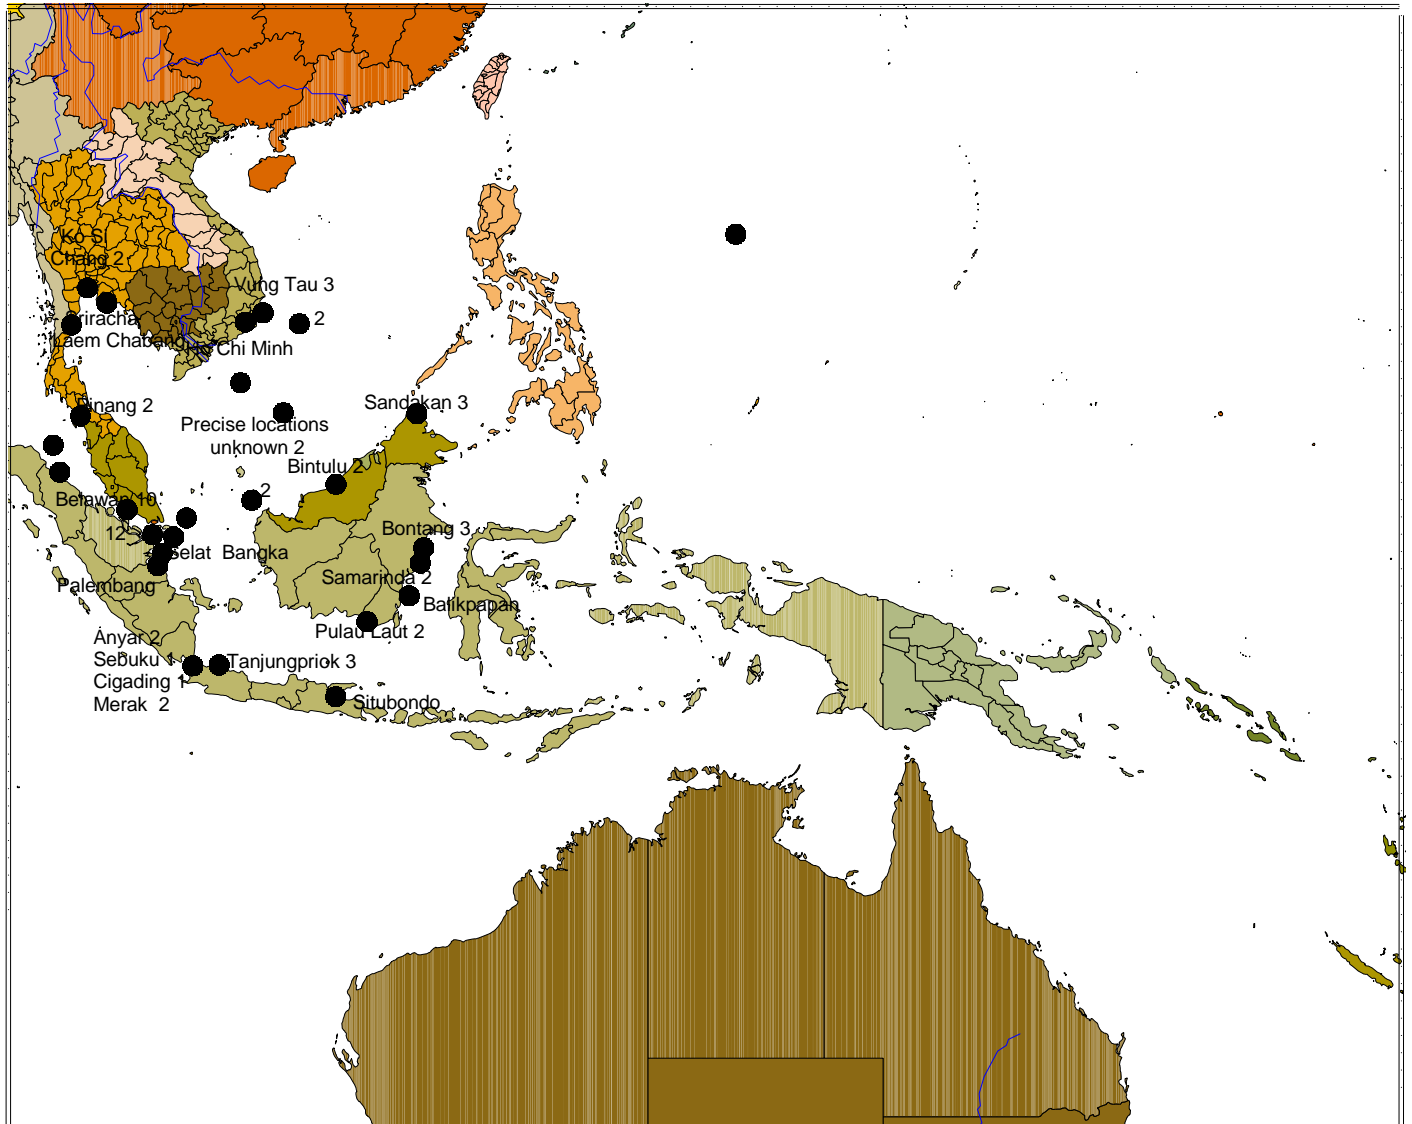 Ko Si
Chang 2
Vung Tau 3
Sriracha
2
Laem Chabang
Ho Chi Minh
Pinang 2
Sandakan 3
Precise locations
unknown 2
Bintulu 2
2
Belawan 10
12
Bontang 3
Selat Bangka
Samarinda 2
Palembang
Balikpapan
Pulau Laut 2
Anyar 2
Sebuku 1
Cigading 1
Merak 2
Tanjungpriok 3
Situbondo